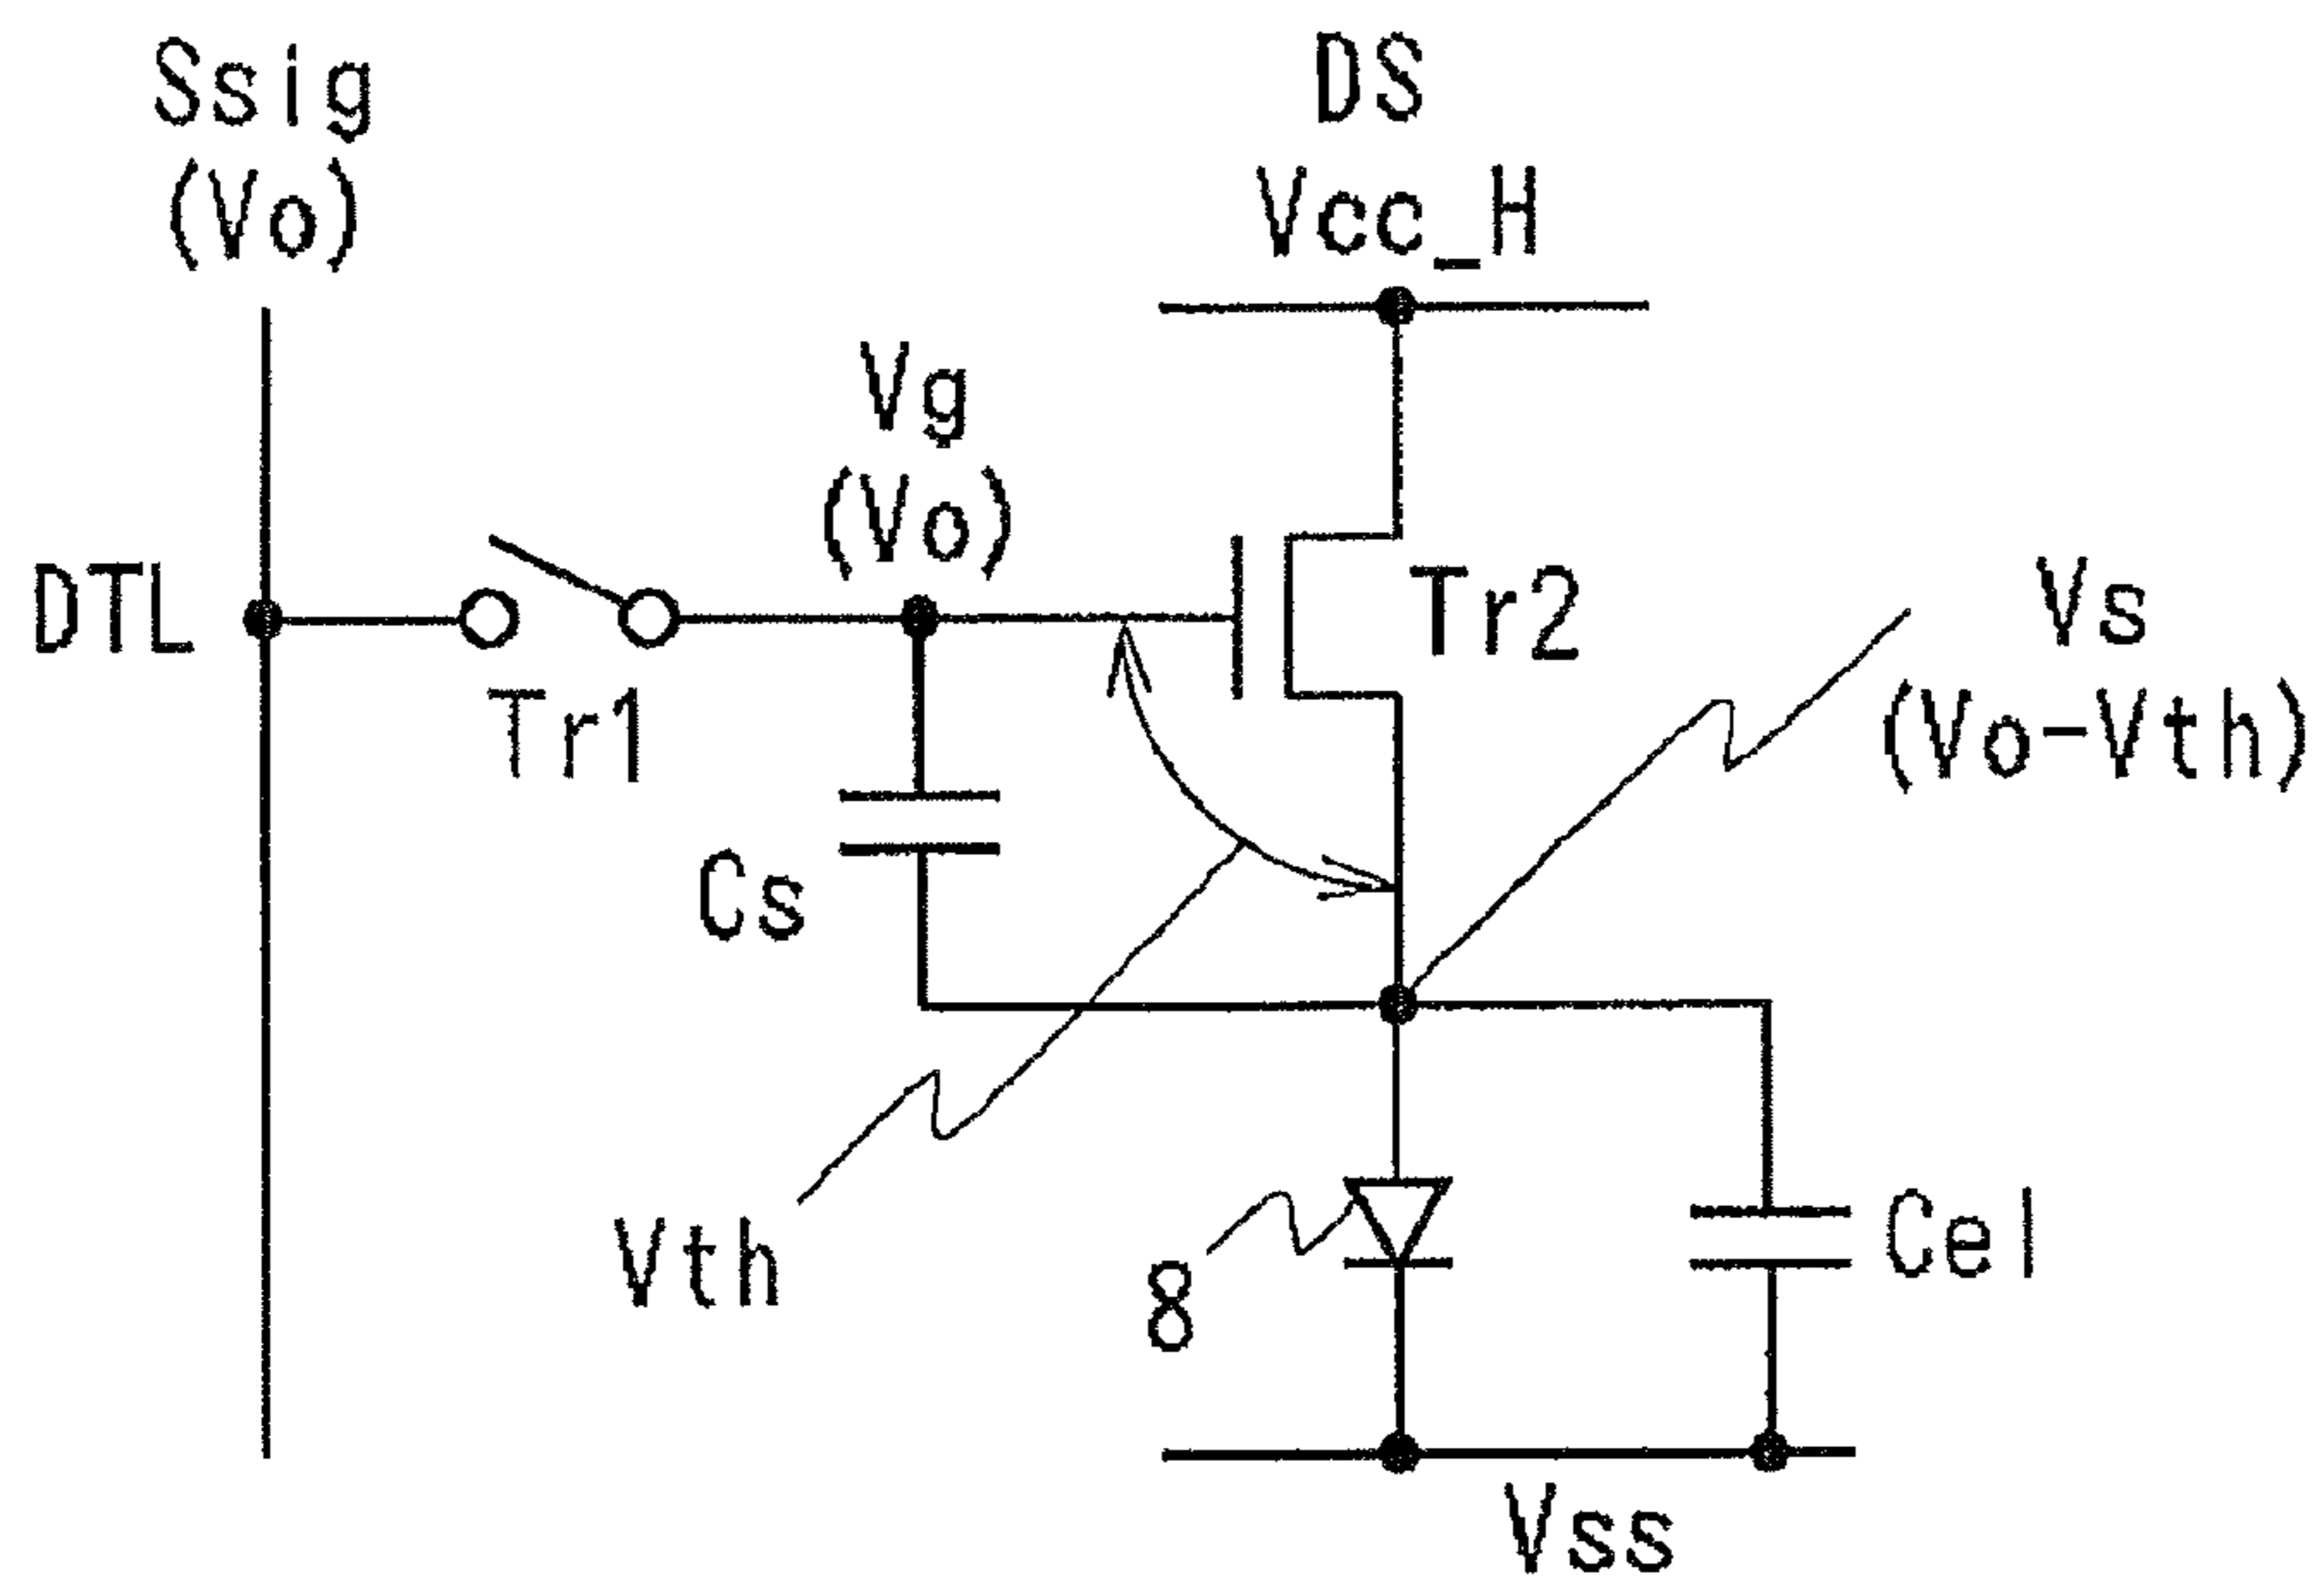 Ssig
(Vo)
DS
Vcc_H
Vg
(Vo)
DTL
Tr1
Tr2
Vs
(Vo-Vth)
Cs
Vth
8
Cel
Vss